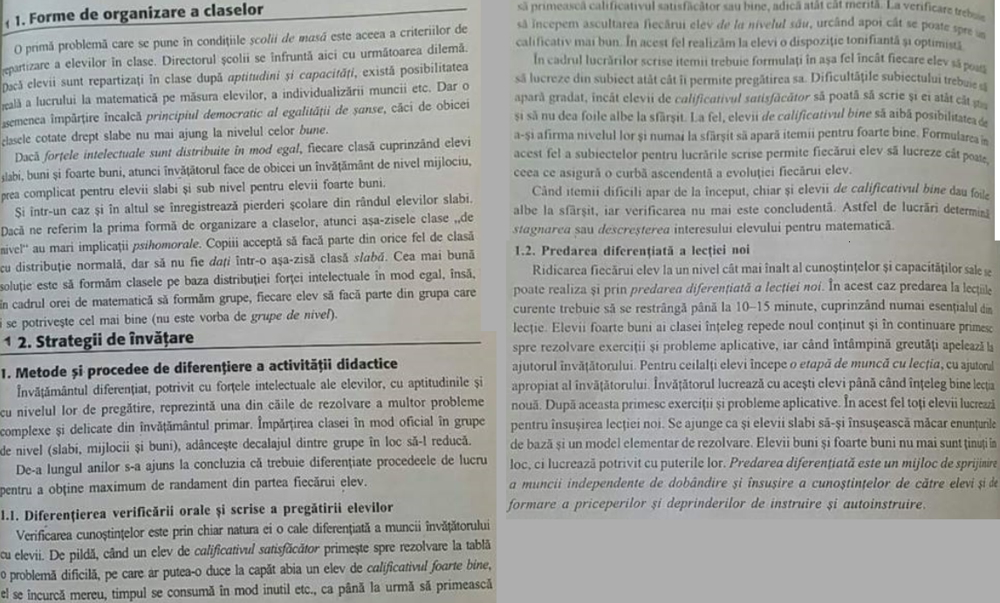 1 1. Forme de organizare a claselor
O primă problemă care se pune în condițiile școlii de masă este aceea a criteriilor de
repartizare a elevilor în clase. Directorul școlii se înfruntă aici cu următoarea dilemă.
Dacă elevii sunt repartizați în clase după aptitudini și capacități, există posibilitatea
reală a lucrului la matematică pe măsura elevilor, a individualizării muncii etc. Dar o
asemenea împărțire încalcă principiul democratic al egalității de șanse, căci de obicei
clasele cotate drept slabe nu mai ajung la nivelul celor bune.
Dacă forțele intelectuale sunt distribuite în mod egal, fiecare clasă cuprinzând elevi
slabi, buni și foarte buni, atunci învățătorul face de obicei un învățământ de nivel mijlociu,
prea complicat pentru elevii slabi și sub nivel pentru elevii foarte buni.
Și într-un caz și în altul se înregistrează pierderi școlare din rândul elevilor slabi.
Dacă ne referim la prima formă de organizare a claselor, atunci așa-zisele clase „de
nivel“ au mari implicații psihomorale. Copiii acceptă să facă parte din orice fel de clasă
cu distribuție normală, dar să nu fie dați într-o așa-zisă clasă slabă. Cea mai bună
soluție este să formăm clasele pe baza distribuției forței intelectuale în mod egal, însă,
în cadrul orei de matematică să formăm grupe, fiecare elev să facă parte din grupa care
i se potrivește cel mai bine (nu este vorba de grupe de nivel).
1 2. Strategii de învățare
1. Metode și procedee de diferențiere a activității didactice
Învățământul diferențiat, potrivit cu forțele intelectuale ale elevilor, cu aptitudinile și
cu nivelul lor de pregătire, reprezintă una din căile de rezolvare a multor probleme
complexe și delicate din învățământul primar. Împărțirea clasei în mod oficial în grupe
de nivel (slabi, mijlocii și buni), adâncește decalajul dintre grupe în loc să-l reducă.
De-a lungul anilor s-a ajuns la concluzia că trebuie diferențiate procedeele de lucru
pentru a obține maximum de randament din partea fiecărui elev.
1.1. Diferențierea verificării orale și scrise a pregătirii elevilor
Verificarea cunoștințelor este prin chiar natura ei o cale diferențiată a muncii învățătorului
cu elevii. De pildă, când un elev de calificativul satisfăcător primește spre rezolvare la tablă
o problemă dificilă, pe care ar putea-o duce la capăt abia un elev de calificativul foarte bine,
el se încurcă mereu, timpul se consumă în mod inutil etc., ca până la urmă să primească
să primească calificativul satisfăcător sau bine, adică atât cât merită. La verificare trebuie
să începem ascultarea fiecărui elev de la nivelul său, urcând apoi cât se poate spre un
calificativ mai bun. În acest fel realizăm la elevi o dispoziție tonifiantă și optimistă.
În cadrul lucrărilor scrise itemii trebuie formulați în așa fel încât fiecare elev să poată
să lucreze din subiect atât cât îi permite pregătirea sa. Dificultățile subiectului trebuie să
apară gradat, încât elevii de calificativul satisfăcător să poată să scrie și ei atât cât știu
și să nu dea foile albe la sfârșit. La fel, elevii de calificativul bine să aibă posibilitatea de
a-și afirma nivelul lor și numai la sfârșit să apară itemii pentru foarte bine. Formularea în
acest fel a subiectelor pentru lucrările scrise permite fiecărui elev să lucreze cât poate,
ceea ce asigură o curbă ascendentă a evoluției fiecărui elev.
Când itemii dificili apar de la început, chiar și elevii de calificativul bine dau foile
albe la sfârșit, iar verificarea nu mai este concludentă. Astfel de lucrări determină
stagnarea sau descreșterea interesului elevului pentru matematică.
1.2. Predarea diferențiată a lecției noi
Ridicarea fiecărui elev la un nivel cât mai înalt al cunoștințelor și capacităților sale se
poate realiza și prin predarea diferențiată a lecției noi. În acest caz predarea la lecțiile
curente trebuie să se restrângă până la 10–15 minute, cuprinzând numai esențialul din
lecție. Elevii foarte buni ai clasei înțeleg repede noul conținut și în continuare primesc
spre rezolvare exerciții și probleme aplicative, iar când întâmpină greutăți apelează la
ajutorul învățătorului. Pentru ceilalți elevi începe o etapă de muncă cu lecția, cu ajutorul
apropiat al învățătorului. Învățătorul lucrează cu acești elevi până când înțeleg bine lecția
nouă. După aceasta primesc exerciții și probleme aplicative. În acest fel toți elevii lucrează
pentru însușirea lecției noi. Se ajunge ca și elevii slabi să-și însușească măcar enunțurile
de bază și un model elementar de rezolvare. Elevii buni și foarte buni nu mai sunt ținuți în
loc, ci lucrează potrivit cu puterile lor. Predarea diferențiată este un mijloc de sprijinire
a muncii independente de dobândire și însușire a cunoștințelor de către elevi și de
formare a priceperilor și deprinderilor de instruire și autoinstruire.